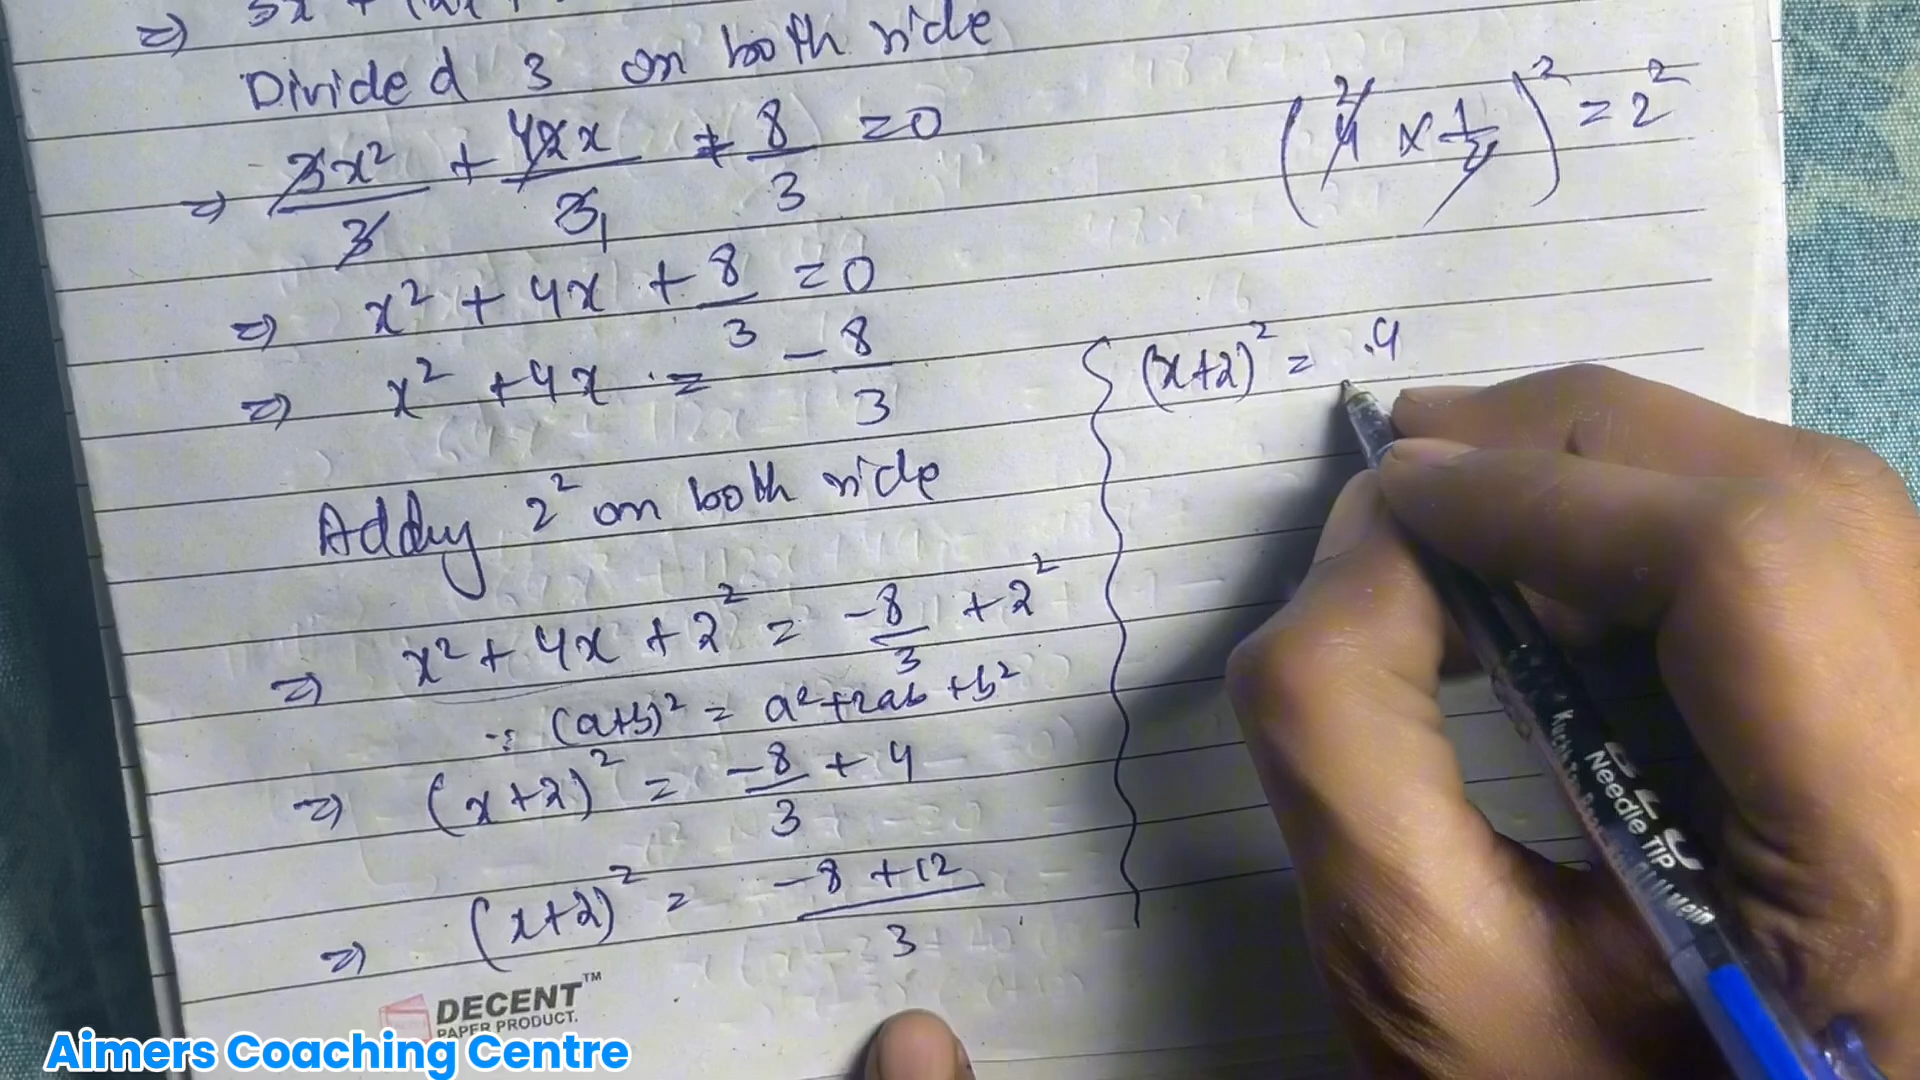 Divided 3 on both side
⇒ 3x²/3 + 12x/3 + 8/3 = 0
⇒ x² + 4x + 8/3 = 0
⇒ x² + 4x = -8/3
Adding 2² on both side
⇒ x² + 4x + 2² = -8/3 + 2²
∵ (a+b)² = a²+2ab+b²
⇒ (x+2)² = -8/3 + 4
⇒ (x+2)² = -8+12/3
(4 × 1/2)² = 2²
(x+2)² = 4
DECENT™
PAPER PRODUCT.
ELGO
Needle TIP
Aimers Coaching Centre